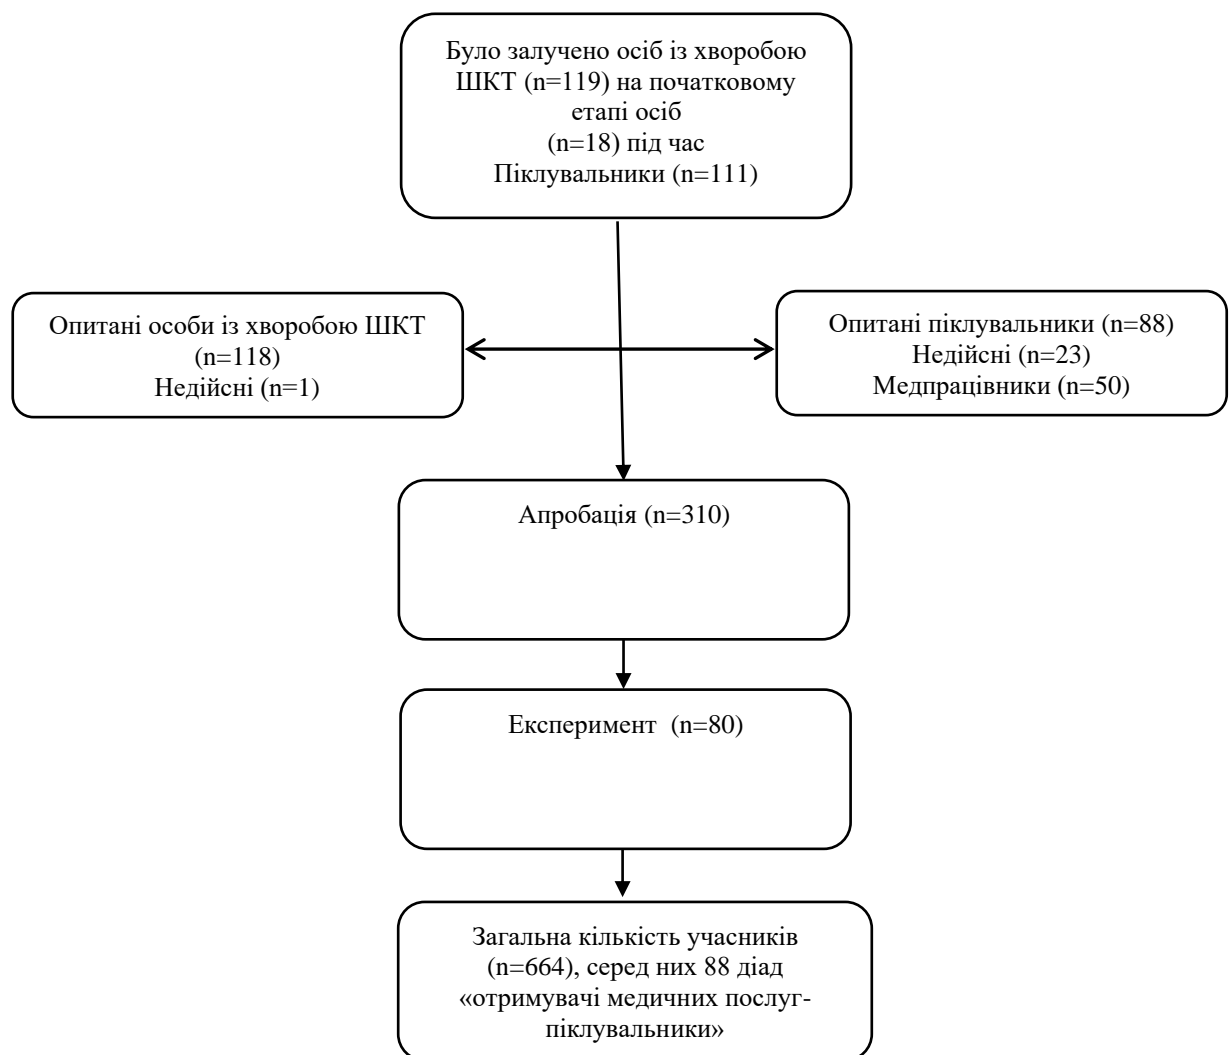 Було залучено осіб із хворобою
ШКТ (n=119) на початковому
етапі осіб
(n=18) під час
Піклувальники (n=111)
Опитані особи із хворобою ШКТ
(n=118)
Недійсні (n=1)
Опитані піклувальники (n=88)
Недійсні (n=23)
Медпрацівники (n=50)
Апробація (n=310)
Експеримент (n=80)
Загальна кількість учасників
(n=664), серед них 88 діад
«отримувачі медичних послуг-
піклувальники»